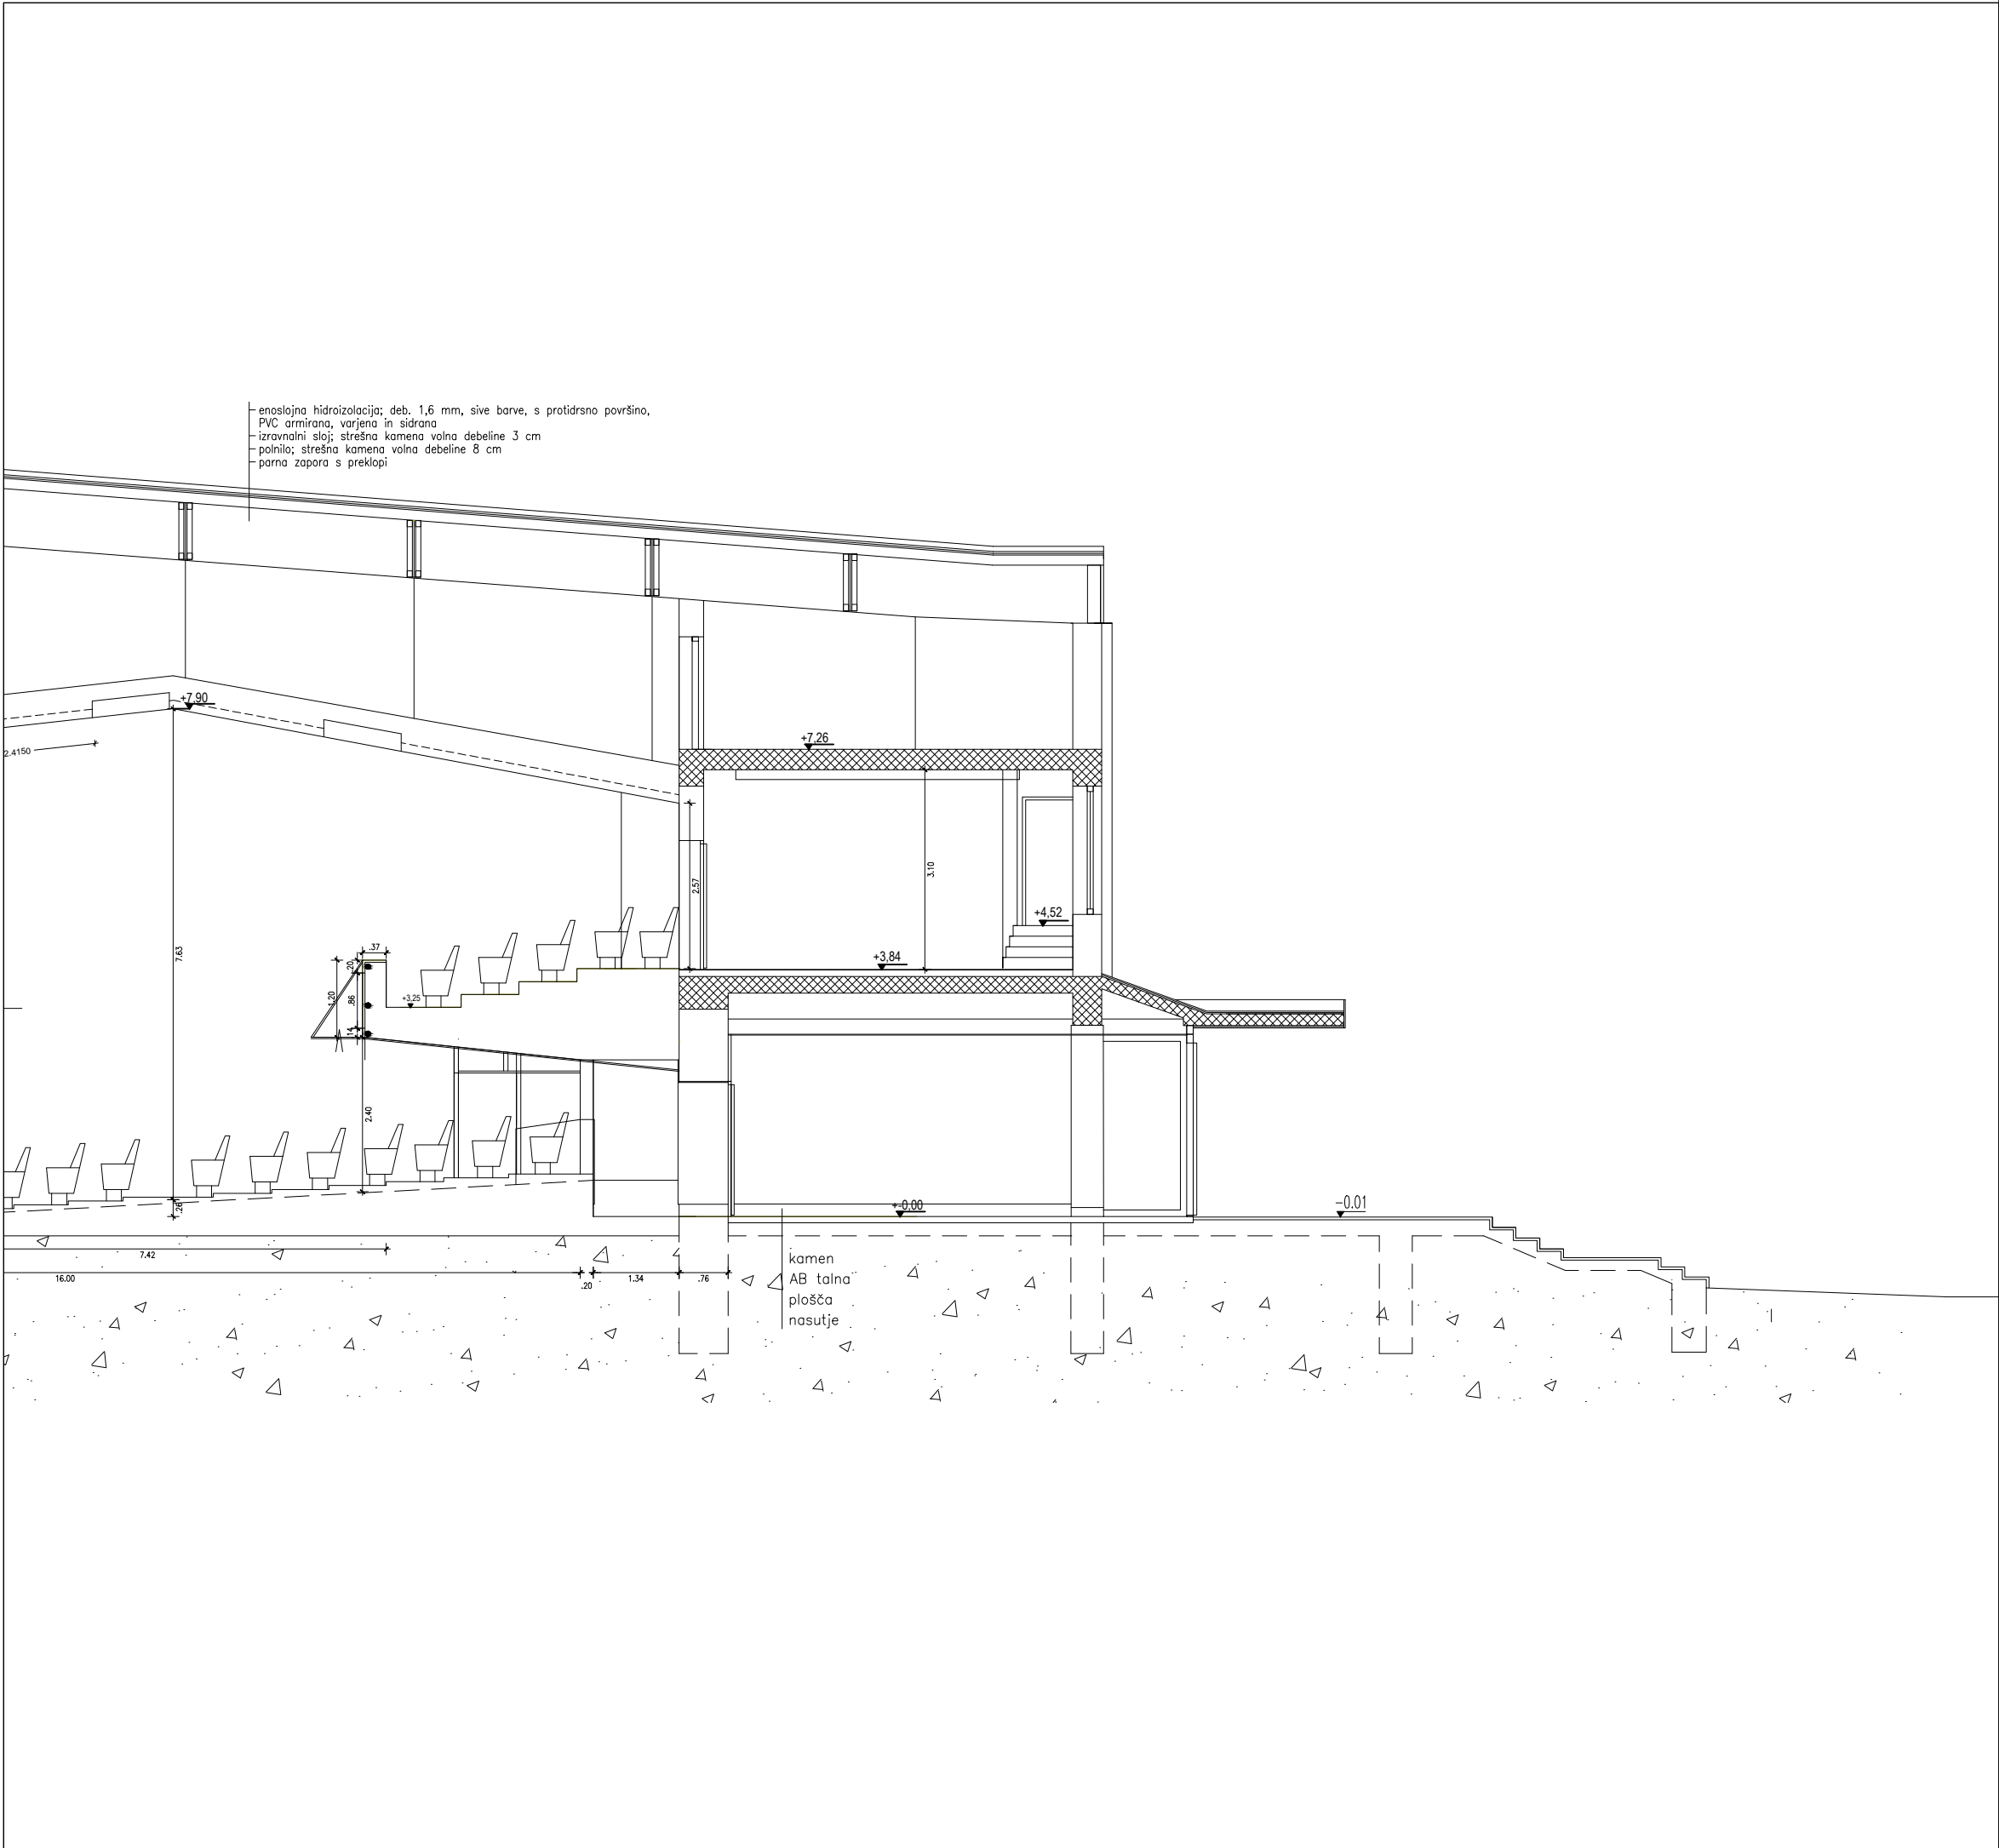 enoslojna hidroizolacija; deb. 1,6 mm, sive barve, s protidrsno površino,
PVC armirana, varjena in sidrana
izravnalni sloj; strešna kamena volna debeline 3 cm
polnilo; strešna kamena volna debeline 8 cm
parna zapora s preklopi
+7,90
2.4150
+7,26
3.10
2.57
+4,52
7.63
.37
.20
1.20
.86
.14
+3,25
+3,84
2.40
.26
+-0,00
-0.01
7.42
16.00
.20
1.34
.76
kamen
AB talna
plošča
nasutje